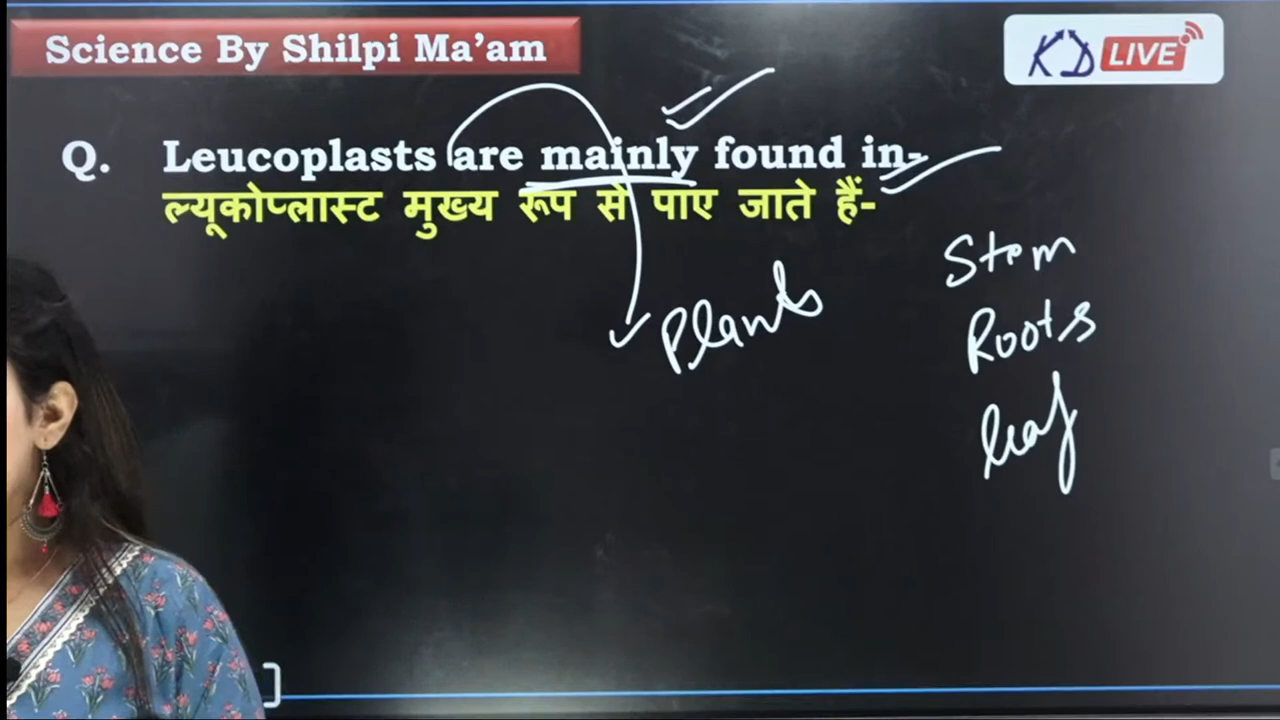 Science By Shilpi Ma'am
KD LIVE
Q. Leucoplasts are mainly found in-
ल्यूकोप्लास्ट मुख्य रूप से पाए जाते हैं-
Plants
Stem
Roots
leaf
]